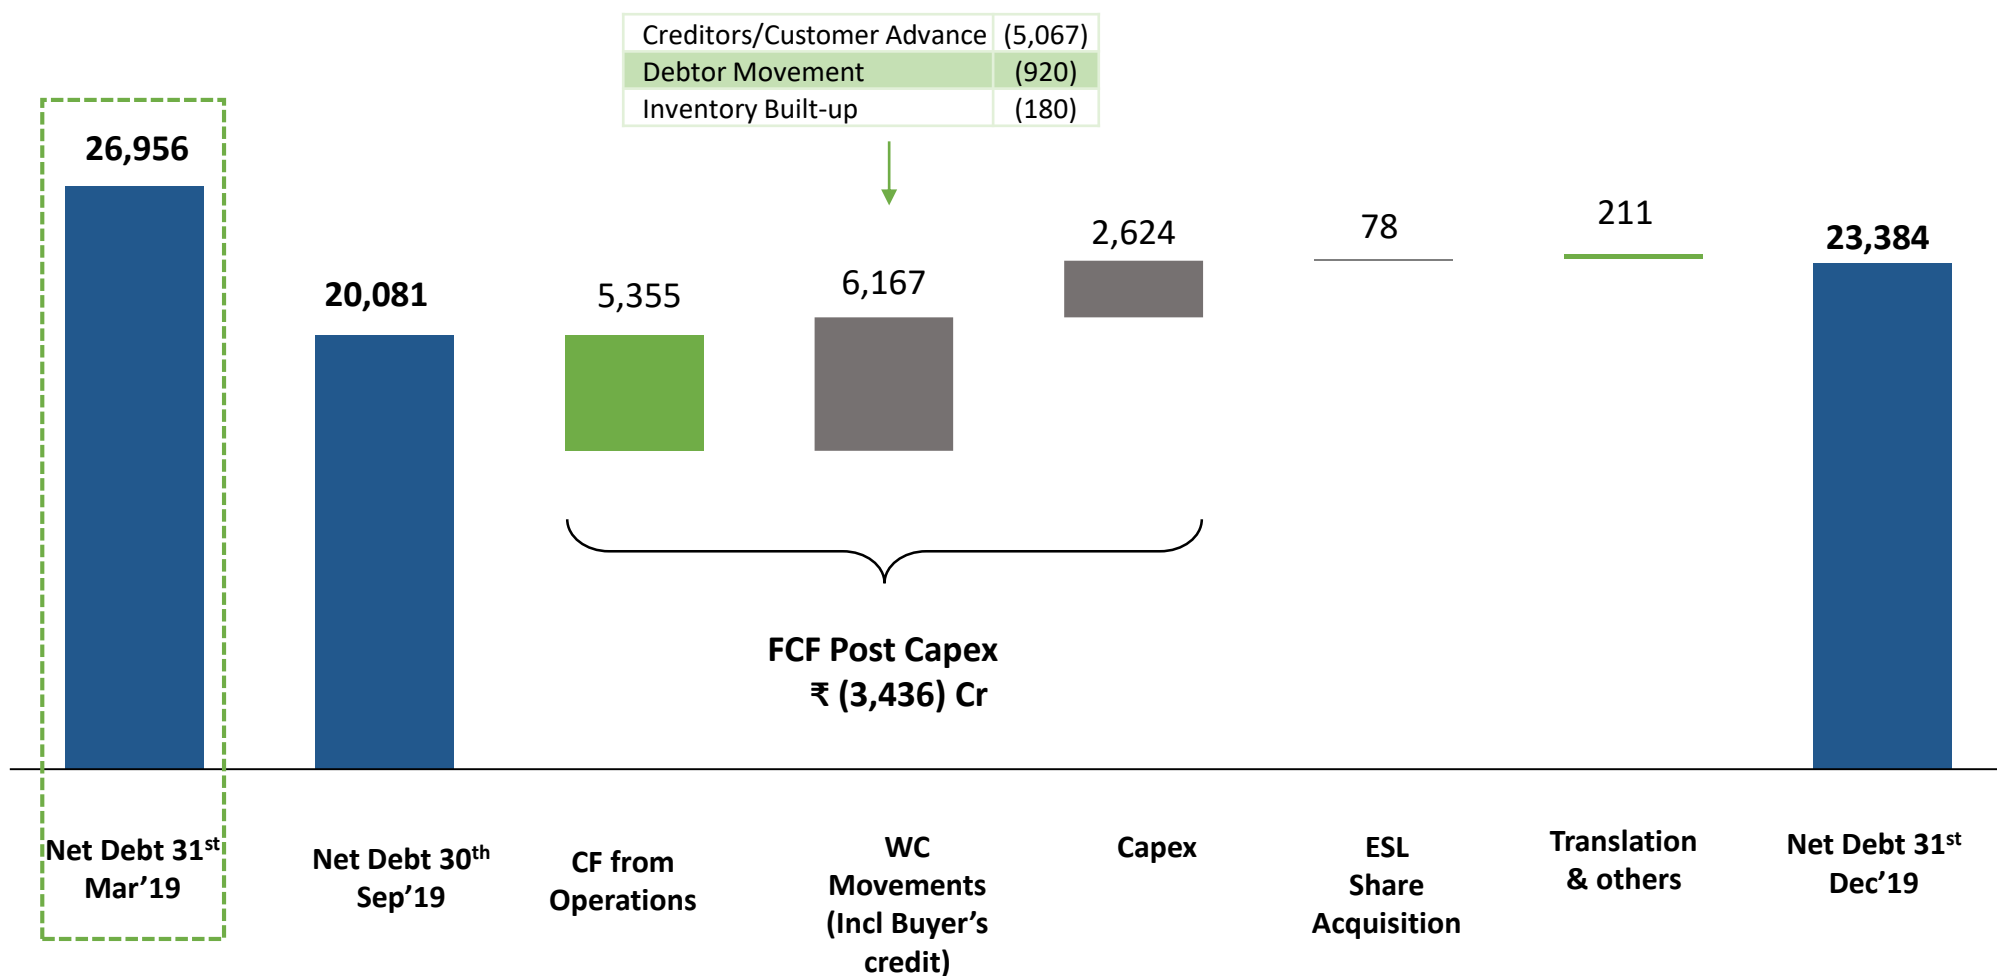 Creditors/Customer Advance (5,067)
Debtor Movement (920)
Inventory Built-up (180)
26,956
20,081
5,355
6,167
2,624
78
211
23,384
FCF Post Capex
₹ (3,436) Cr
Net Debt 31st
Mar’19
Net Debt 30th
Sep’19
CF from
Operations
WC
Movements
(Incl Buyer’s
credit)
Capex
ESL
Share
Acquisition
Translation
& others
Net Debt 31st
Dec’19